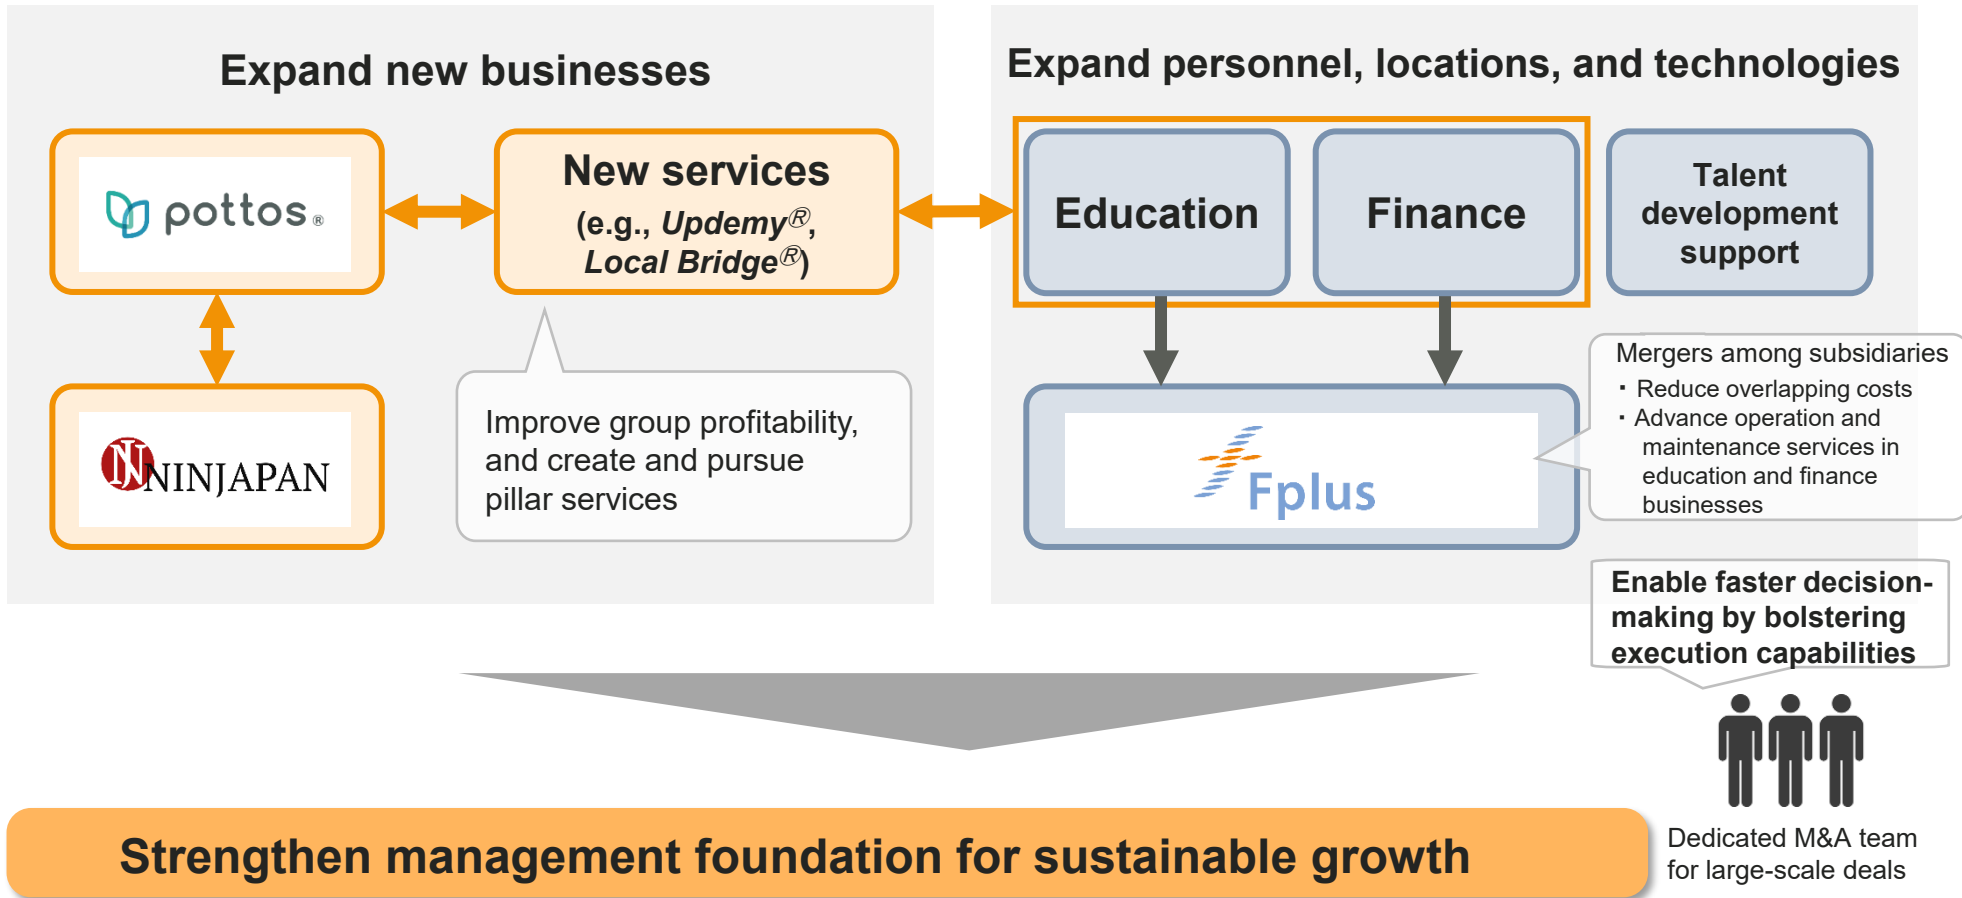 Expand new businesses
pottos®
New services
(e.g., Updemy®,
Local Bridge®)
NINJAPAN
Improve group profitability,
and create and pursue
pillar services
Expand personnel, locations, and technologies
Education
Finance
Talent
development
support
Fplus
Mergers among subsidiaries
・Reduce overlapping costs
・Advance operation and
maintenance services in
education and finance
businesses
Enable faster decision-
making by bolstering
execution capabilities
Dedicated M&A team
for large-scale deals
Strengthen management foundation for sustainable growth